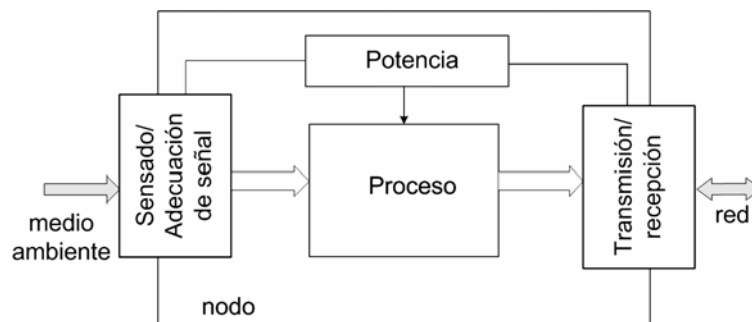 Potencia
Sensado/
Adecuación
de señal
Proceso
Transmisión/
recepción
medio
ambiente
red
nodo